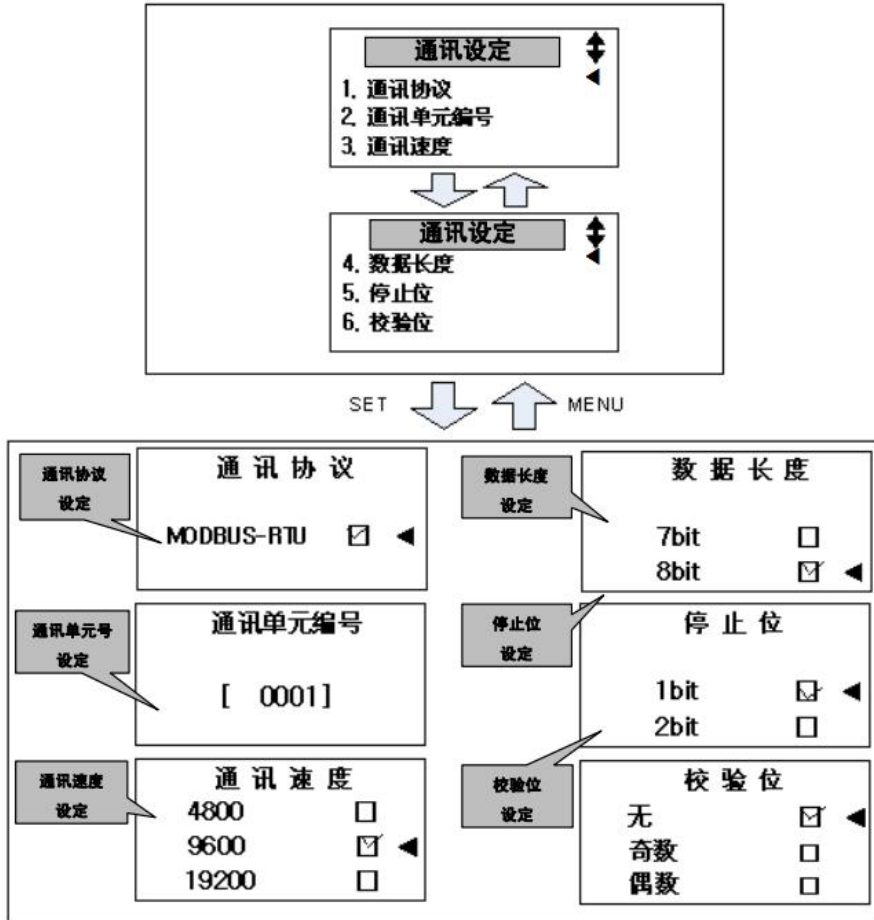 通讯设定
1. 通讯协议
2. 通讯单元编号
3. 通讯速度
通讯设定
4. 数据长度
5. 停止位
6. 校验位
SET
MENU
通讯协议
设定
通 讯 协 议
MODBUS-RTU
通讯单元号
设定
通讯单元编号
[ 0001]
通讯速度
设定
通 讯 速 度
4800
9600
19200
数据长度
设定
数 据 长 度
7bit
8bit
停止位
设定
停 止 位
1bit
2bit
校验位
设定
校 验 位
无
奇数
偶数